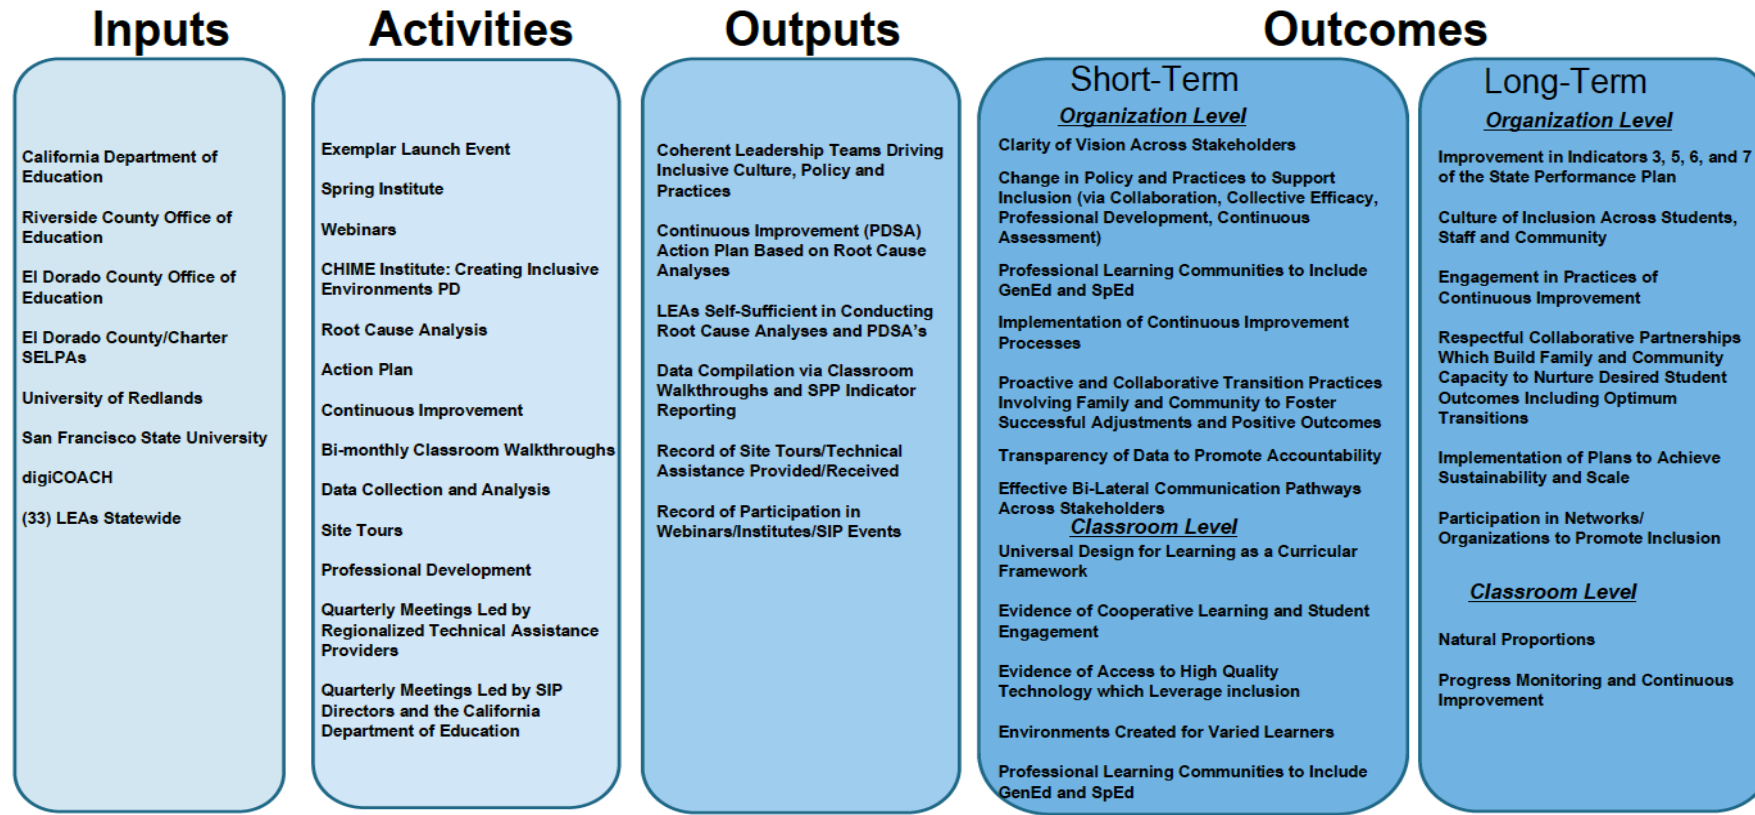 Inputs
California Department of
Education
Riverside County Office of
Education
El Dorado County Office of
Education
El Dorado County/Charter
SELPAs
University of Redlands
San Francisco State University
digiCOACH
(33) LEAs Statewide
Activities
Exemplar Launch Event
Spring Institute
Webinars
CHIME Institute: Creating Inclusive
Environments PD
Root Cause Analysis
Action Plan
Continuous Improvement
Bi-monthly Classroom Walkthroughs
Data Collection and Analysis
Site Tours
Professional Development
Quarterly Meetings Led by
Regionalized Technical Assistance
Providers
Quarterly Meetings Led by SIP
Directors and the California
Department of Education
Outputs
Coherent Leadership Teams Driving
Inclusive Culture, Policy and
Practices
Continuous Improvement (PDSA)
Action Plan Based on Root Cause
Analyses
LEAs Self-Sufficient in Conducting
Root Cause Analyses and PDSA's
Data Compilation via Classroom
Walkthroughs and SPP Indicator
Reporting
Record of Site Tours/Technical
Assistance Provided/Received
Record of Participation in
Webinars/Institutes/SIP Events
Outcomes
Short-Term
Organization Level
Clarity of Vision Across Stakeholders
Change in Policy and Practices to Support
Inclusion (via Collaboration, Collective Efficacy,
Professional Development, Continuous
Assessment)
Professional Learning Communities to Include
GenEd and SpEd
Implementation of Continuous Improvement
Processes
Proactive and Collaborative Transition Practices
Involving Family and Community to Foster
Successful Adjustments and Positive Outcomes
Transparency of Data to Promote Accountability
Effective Bi-Lateral Communication Pathways
Across Stakeholders
Classroom Level
Universal Design for Learning as a Curricular
Framework
Evidence of Cooperative Learning and Student
Engagement
Evidence of Access to High Quality
Technology which Leverage inclusion
Environments Created for Varied Learners
Professional Learning Communities to Include
GenEd and SpEd
Long-Term
Organization Level
Improvement in Indicators 3, 5, 6, and 7
of the State Performance Plan
Culture of Inclusion Across Students,
Staff and Community
Engagement in Practices of
Continuous Improvement
Respectful Collaborative Partnerships
Which Build Family and Community
Capacity to Nurture Desired Student
Outcomes Including Optimum
Transitions
Implementation of Plans to Achieve
Sustainability and Scale
Participation in Networks/
Organizations to Promote Inclusion
Classroom Level
Natural Proportions
Progress Monitoring and Continuous
Improvement